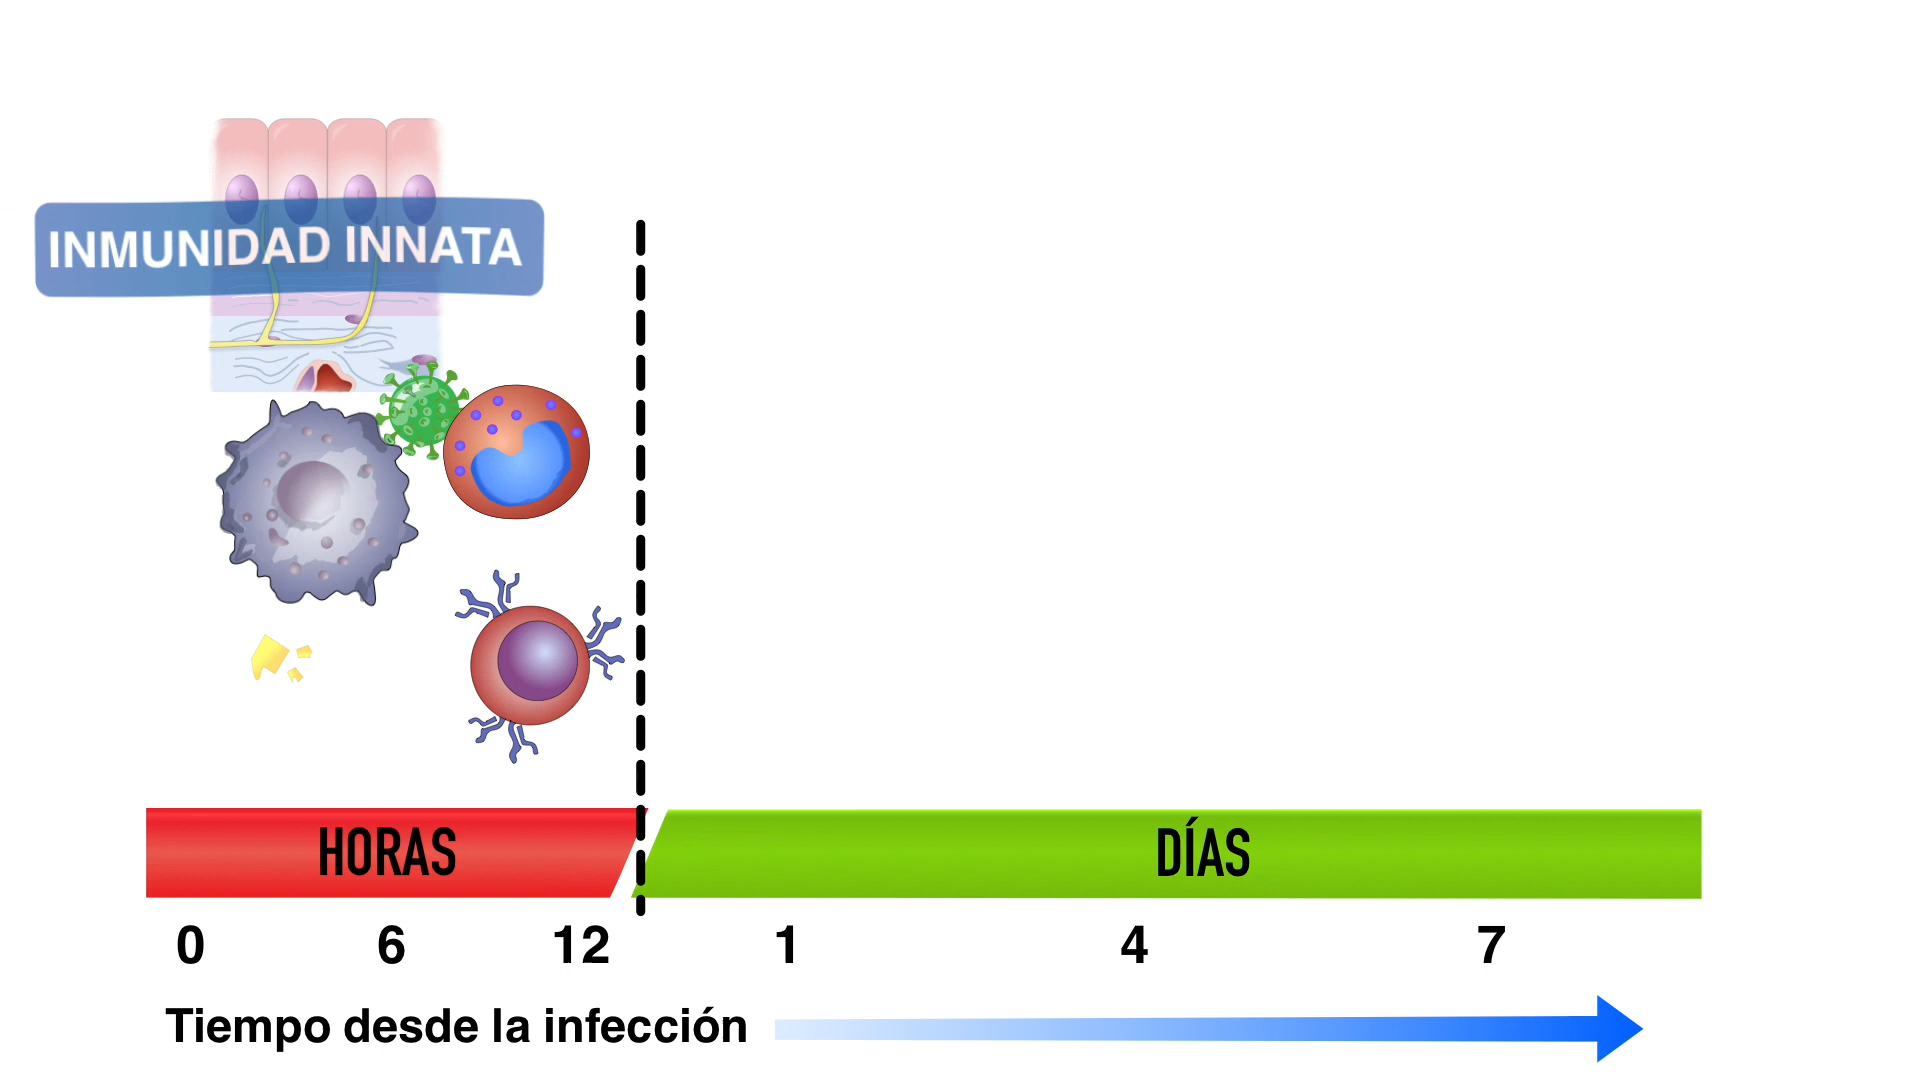 INMUNIDAD INNATA
HORAS
DÍAS
0 6 12 1 4 7
Tiempo desde la infección